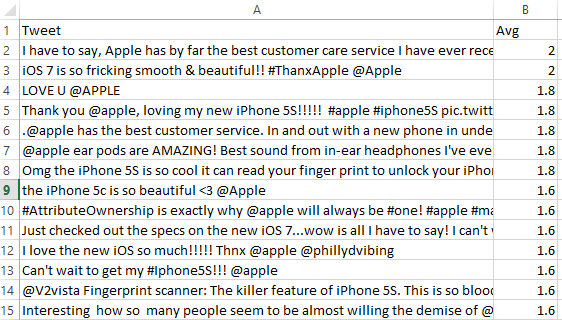 A B
1 Tweet Avg
2 I have to say, Apple has by far the best customer care service I have ever rece 2
3 iOS 7 is so fricking smooth & beautiful!! #ThanxApple @Apple 2
4 LOVE U @APPLE 1.8
5 Thank you @apple, loving my new iPhone 5S!!!!! #apple #iphone5S pic.twitt 1.8
6 .@apple has the best customer service. In and out with a new phone in unde 1.8
7 @apple ear pods are AMAZING! Best sound from in-ear headphones I've eve 1.8
8 Omg the iPhone 5S is so cool it can read your finger print to unlock your iPho 1.8
9 the iPhone 5c is so beautiful <3 @Apple 1.6
10 #AttributeOwnership is exactly why @apple will always be #one! #apple #ma 1.6
11 Just checked out the specs on the new iOS 7...wow is all I have to say! I can't 1.6
12 I love the new iOS so much!!!!! Thnx @apple @phillydvibing 1.6
13 Can't wait to get my #Iphone5S!!! @apple 1.6
14 @V2vista Fingerprint scanner: The killer feature of iPhone 5S. This is so bloo 1.6
15 Interesting how so many people seem to be almost willing the demise of @ 1.6